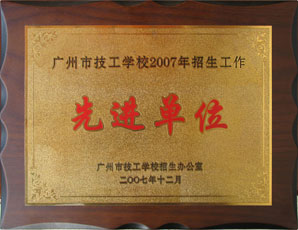 广州市技工学校2007年招生工作
先进单位
广州市技工学校招生办公室
二〇〇七年十二月